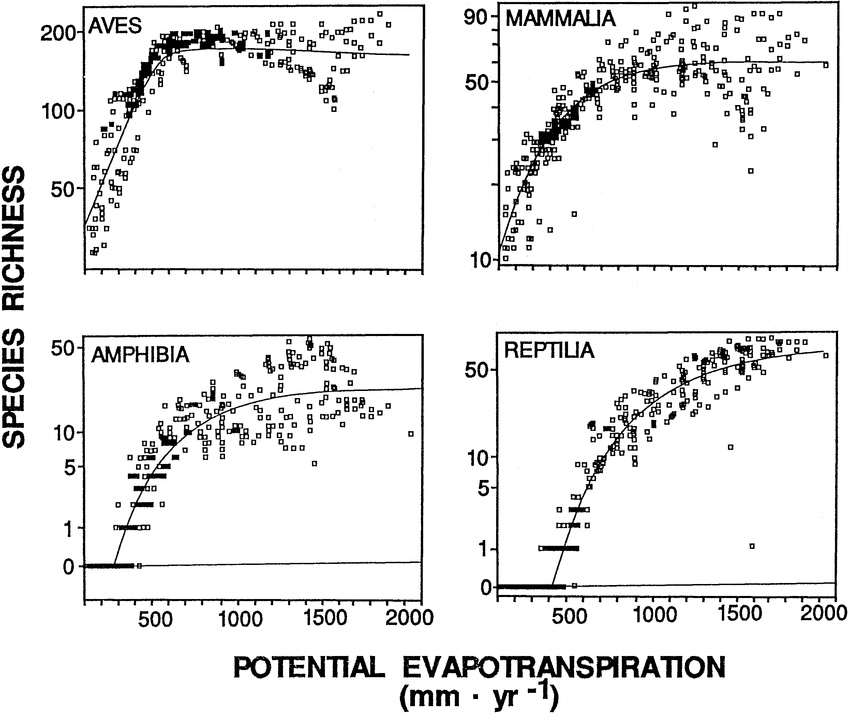 AVES
200
100
50
MAMMALIA
90
50
10
SPECIES RICHNESS
AMPHIBIA
50
10
5
1
0
500 1000 1500 2000
REPTILIA
50
10
5
1
0
500 1000 1500 2000
POTENTIAL EVAPOTRANSPIRATION
(mm · yr -1)